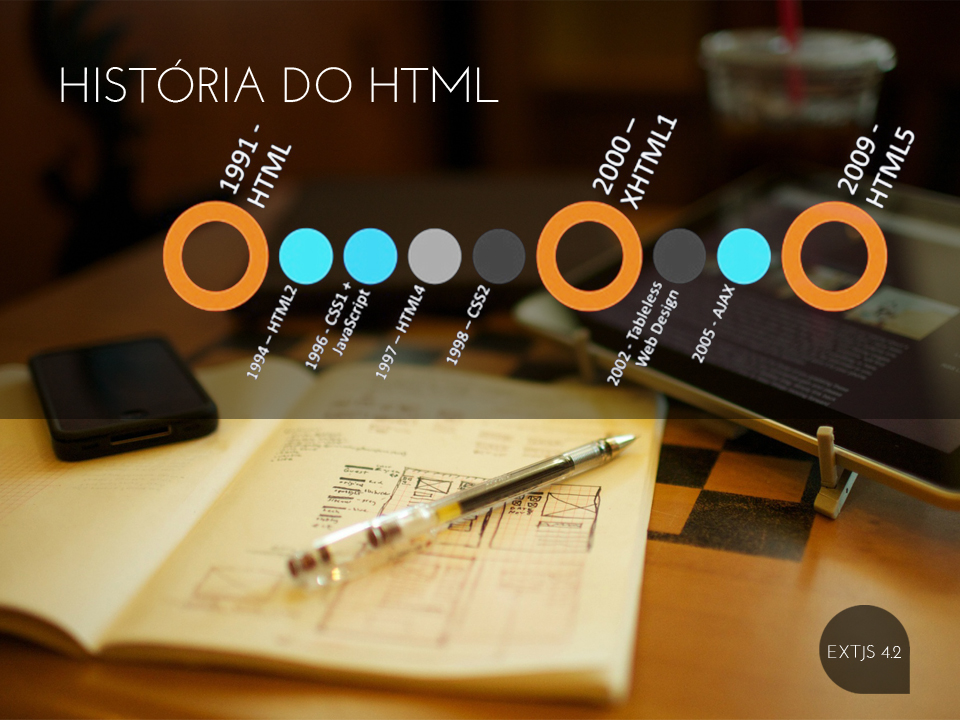 HISTÓRIA DO HTML
1991 -
HTML
1994 – HTML2
1996 - CSS1 +
JavaScript
1997 – HTML4
1998 – CSS2
2000 –
XHTML1
2002 - Tableless
Web Design
2005 - AJAX
2009 -
HTML5
EXTJS 4.2